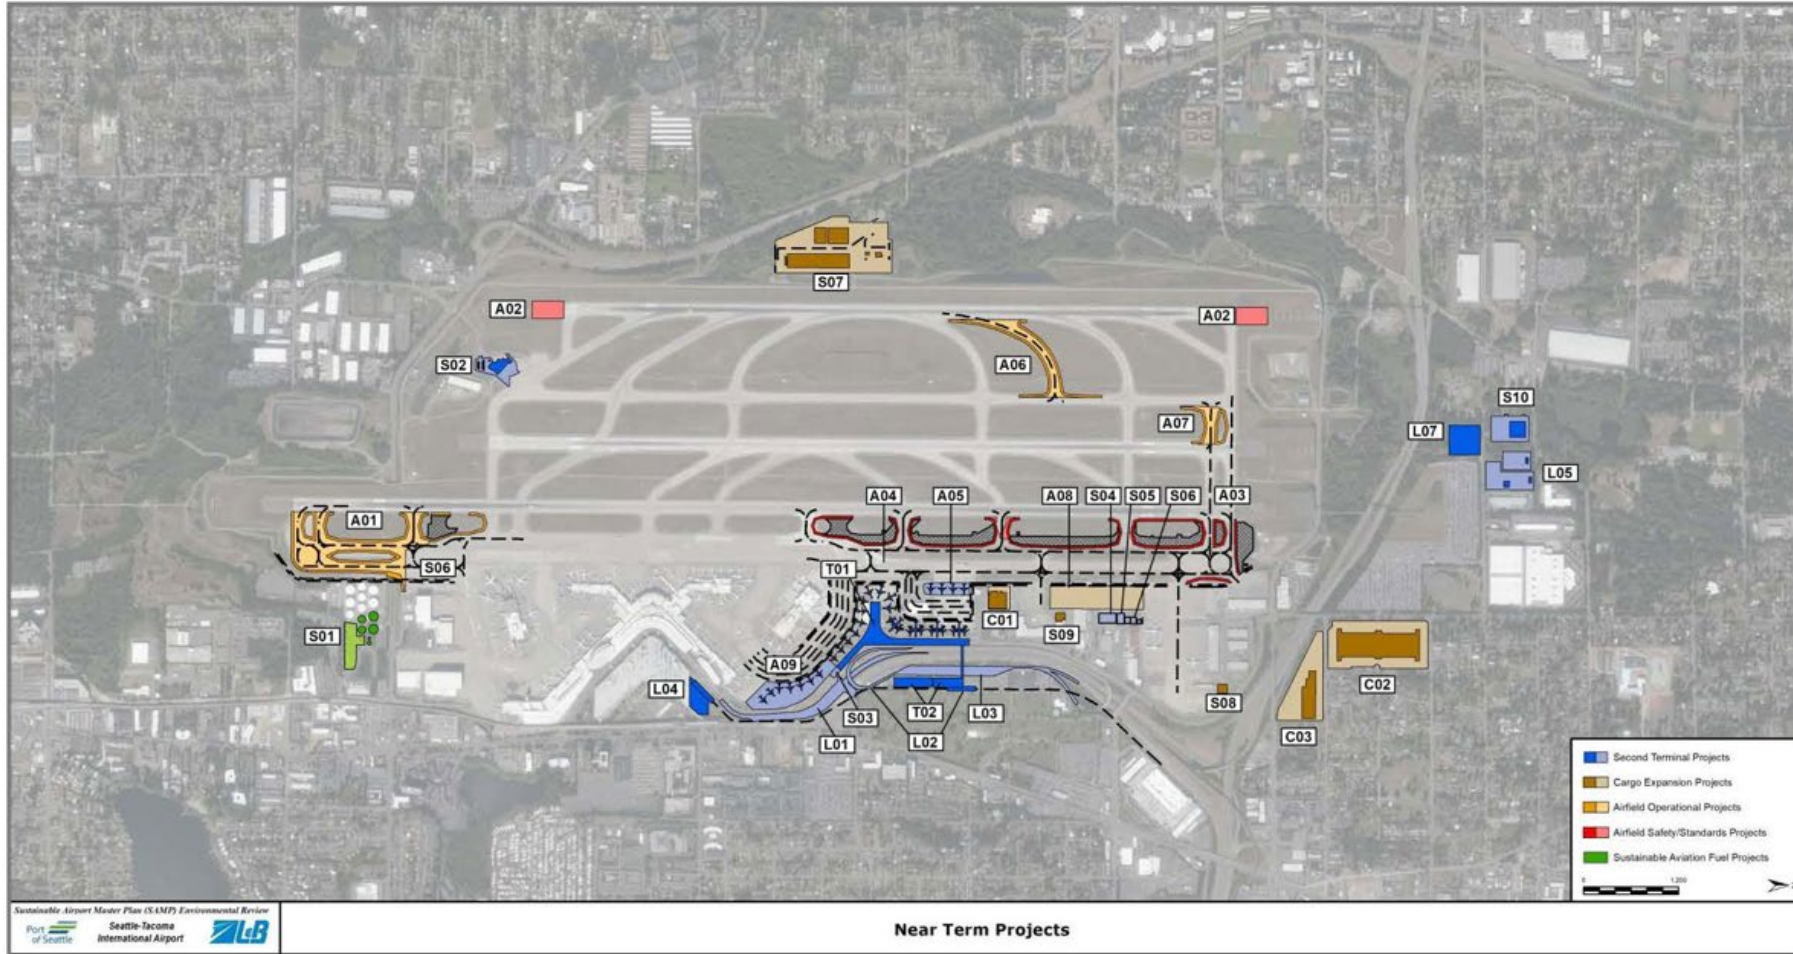 S07
A02
A02
S02
A06
A07
S10
L07
L05
A01
A04
A05
A08
S04
S05
S06
A03
S06
T01
C01
S09
S01
A09
L04
S03
T02
L03
S08
C02
L01
L02
C03
Second Terminal Projects
Cargo Expansion Projects
Airfield Operational Projects
Airfield Safety/Standards Projects
Sustainable Aviation Fuel Projects
0 1,200
Sustainable Airport Master Plan (SAMP) Environmental Review
Port of Seattle
Seattle-Tacoma
International Airport
L&B
Near Term Projects